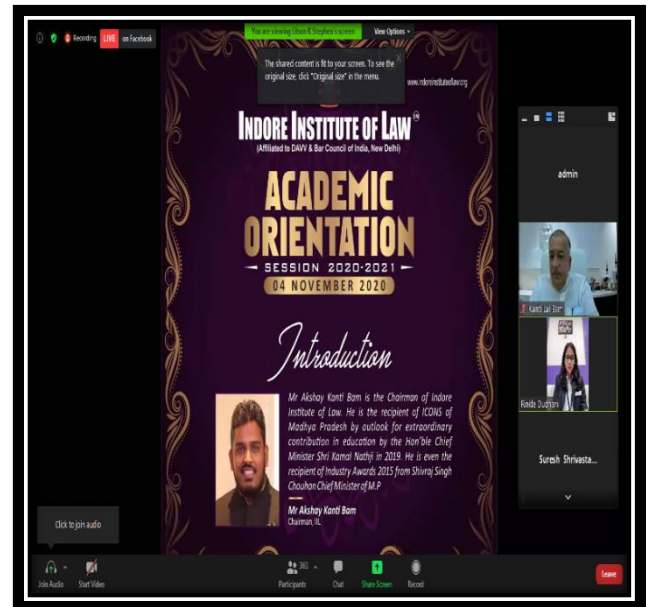 Recording LIVE on Facebook
You are viewing Gilson K Stephen's screen View Options
The shared content is fit to your screen. To see the
original size, click "Original size" in the menu.
www.indoreinstituteoflaw.org
INDORE INSTITUTE OF LAW
(Affiliated to DAVV & Bar Council of India, New Delhi)
ACADEMIC
ORIENTATION
SESSION 2020-2021
04 NOVEMBER 2020
Introduction
Mr Akshay Kanti Bam is the Chairman of Indore
Institute of Law. He is the recipient of ICONS of
Madhya Pradesh by outlook for extraordinary
contribution in education by the Hon'ble Chief
Minister Shri Kamal Nathji in 2019. He is even the
recipient of Industry Awards 2015 from Shivraj Singh
Chouhan Chief Minister of M.P
Mr Akshay Kanti Bam
Chairman, IIL
admin
Kanti Lal Bam
Suresh Shrivasta...
Click to join audio
Join Audio
Start Video
361
Participants
Chat
Share Screen
Record
Leave